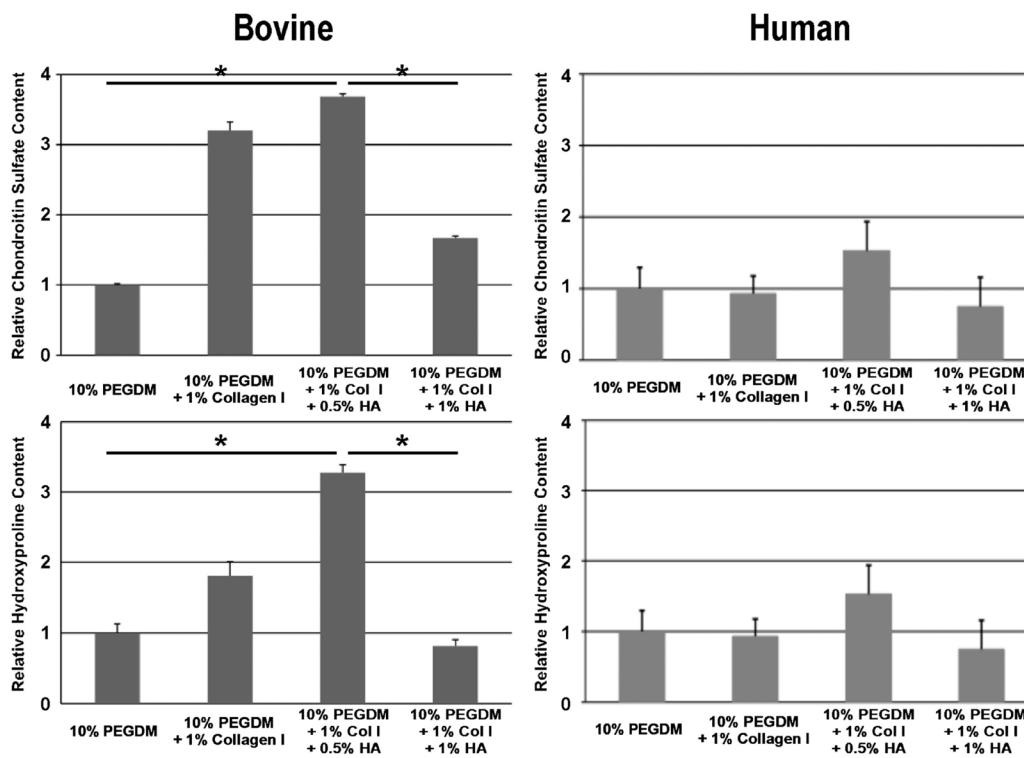 Bovine
Human
Relative Chondroitin Sulfate Content
4
3
2
1
0
*
*
10% PEGDM
10% PEGDM
+ 1% Collagen I
10% PEGDM
+ 1% Col I
+ 0.5% HA
10% PEGDM
+ 1% Col I
+ 1% HA
Relative Chondroitin Sulfate Content
4
3
2
1
0
10% PEGDM
10% PEGDM
+ 1% Collagen I
10% PEGDM
+ 1% Col I
+ 0.5% HA
10% PEGDM
+ 1% Col I
+ 1% HA
Relative Hydroxyproline Content
4
3
2
1
0
*
*
10% PEGDM
10% PEGDM
+ 1% Collagen I
10% PEGDM
+ 1% Col I
+ 0.5% HA
10% PEGDM
+ 1% Col I
+ 1% HA
Relative Hydroxyproline Content
4
3
2
1
0
10% PEGDM
10% PEGDM
+ 1% Collagen I
10% PEGDM
+ 1% Col I
+ 0.5% HA
10% PEGDM
+ 1% Col I
+ 1% HA